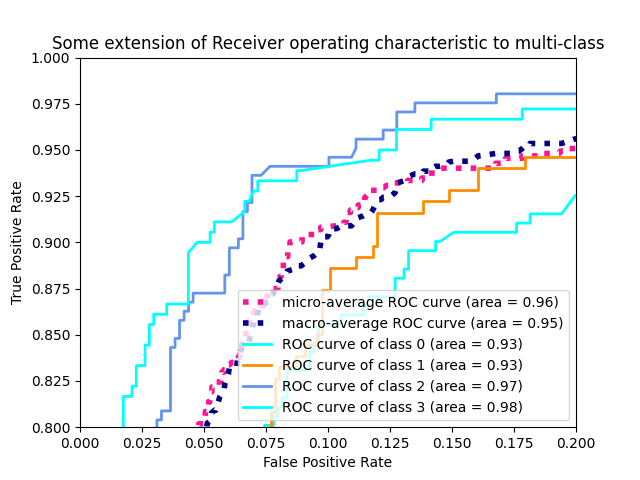 Some extension of Receiver operating characteristic to multi-class
1.000
0.975
0.950
0.925
0.900
0.875
0.850
0.825
0.800
True Positive Rate
micro-average ROC curve (area = 0.96)
macro-average ROC curve (area = 0.95)
ROC curve of class 0 (area = 0.93)
ROC curve of class 1 (area = 0.93)
ROC curve of class 2 (area = 0.97)
ROC curve of class 3 (area = 0.98)
0.000 0.025 0.050 0.075 0.100 0.125 0.150 0.175 0.200
False Positive Rate